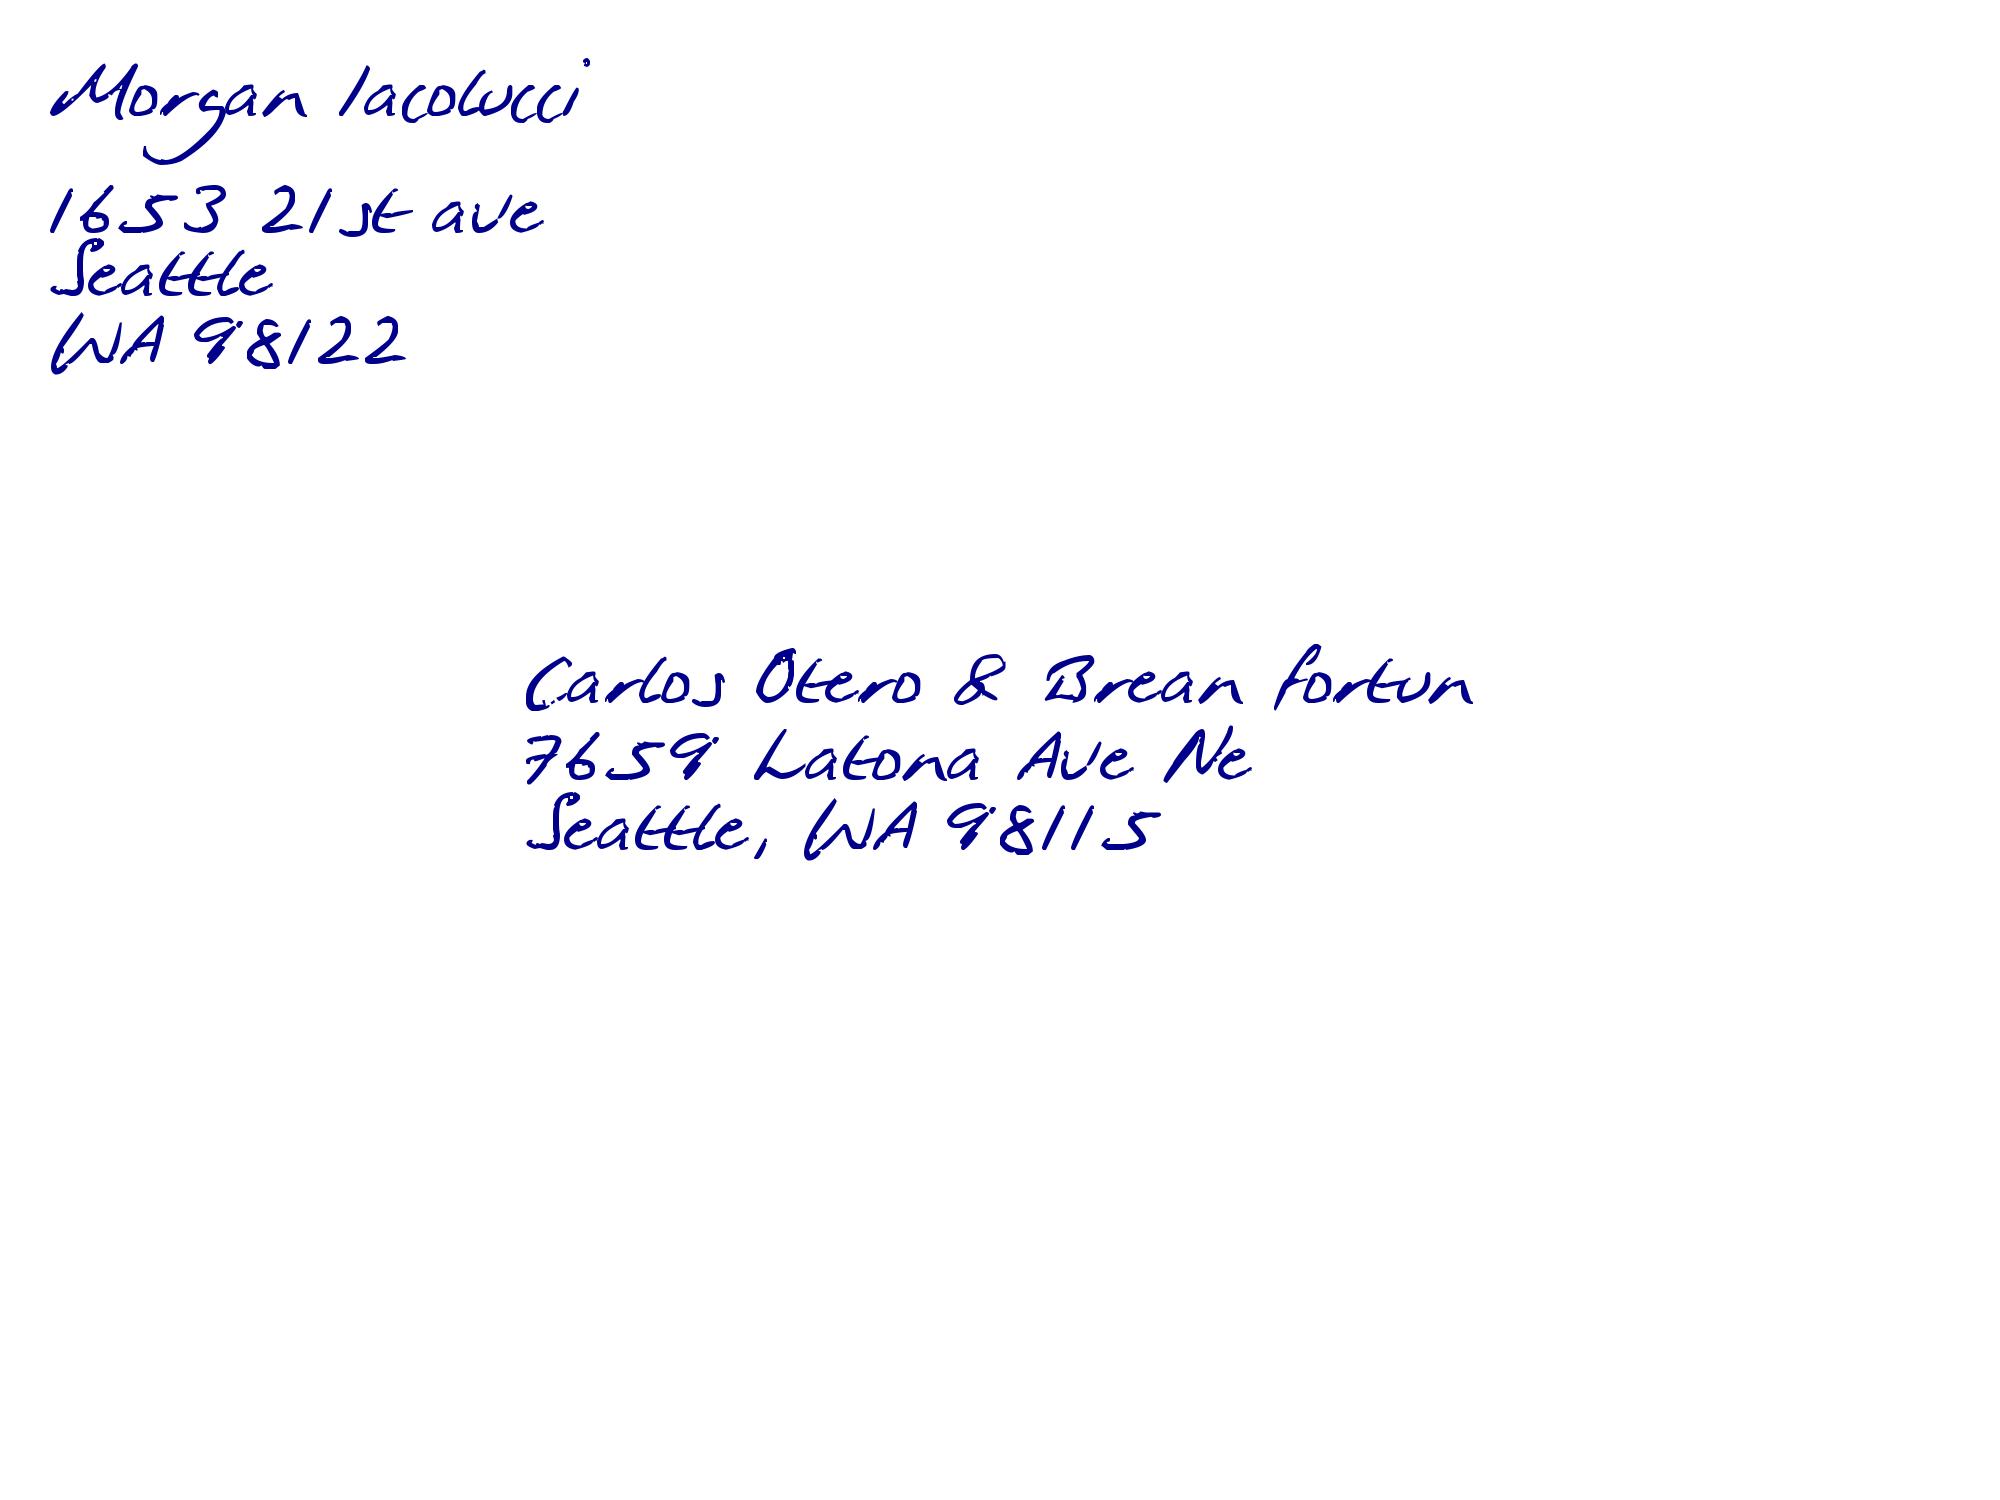 Morgan Iacolucci
1653 21st ave
Seattle
WA 98122
Carlos Otero & Brean fortun
7659 Latona Ave Ne
Seattle, WA 98115